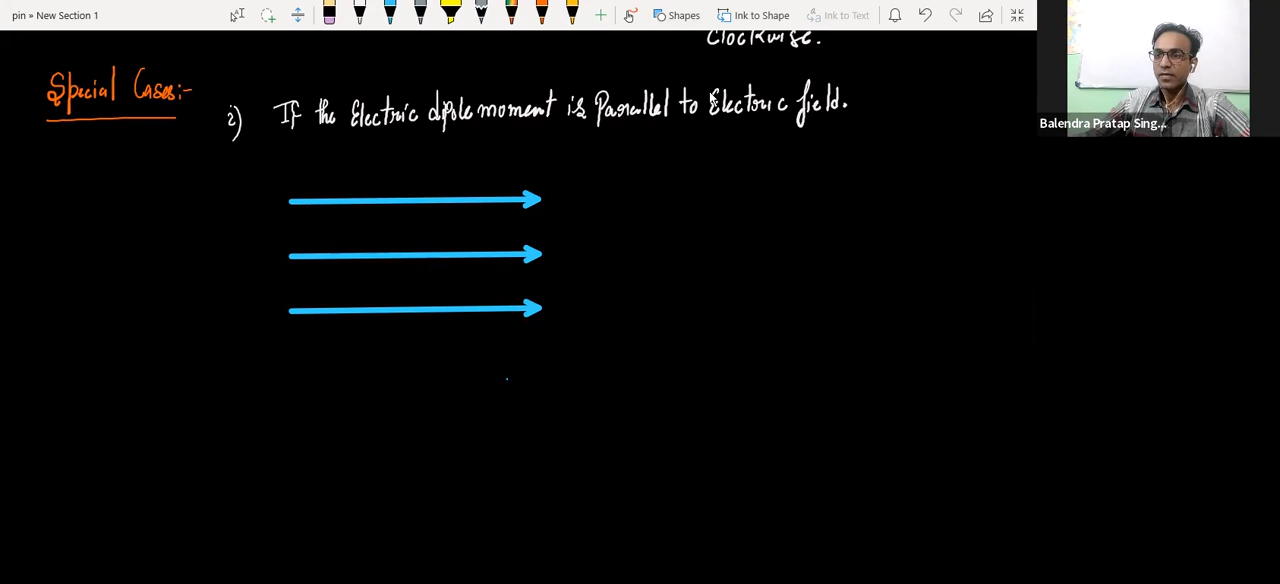 pin » New Section 1
Shapes
Ink to Shape
Ink to Text
Clockwise.
Balendra Pratap Sing...
Special Cases:-
i) If the Electric dipole moment is Parallel to Electric field.